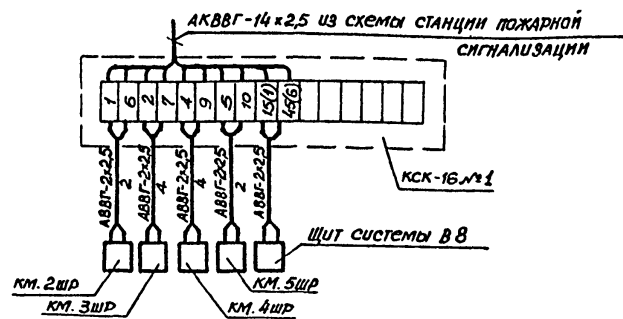 АКВВГ-14×2,5 из схемы станции пожарной
сигнализации
1 6 2 7 4 9 5 10 15(1) 45(6)
АВВГ-2×2,5 АВВГ-2×2,5 АВВГ-2×2,5 АВВГ-2×2,5 АВВГ-2×2,5
2 4 4 2
КСК-16 №1
Щит системы В8
КМ. 2ШР
КМ. 3ШР
КМ. 4ШР
КМ. 5ШР